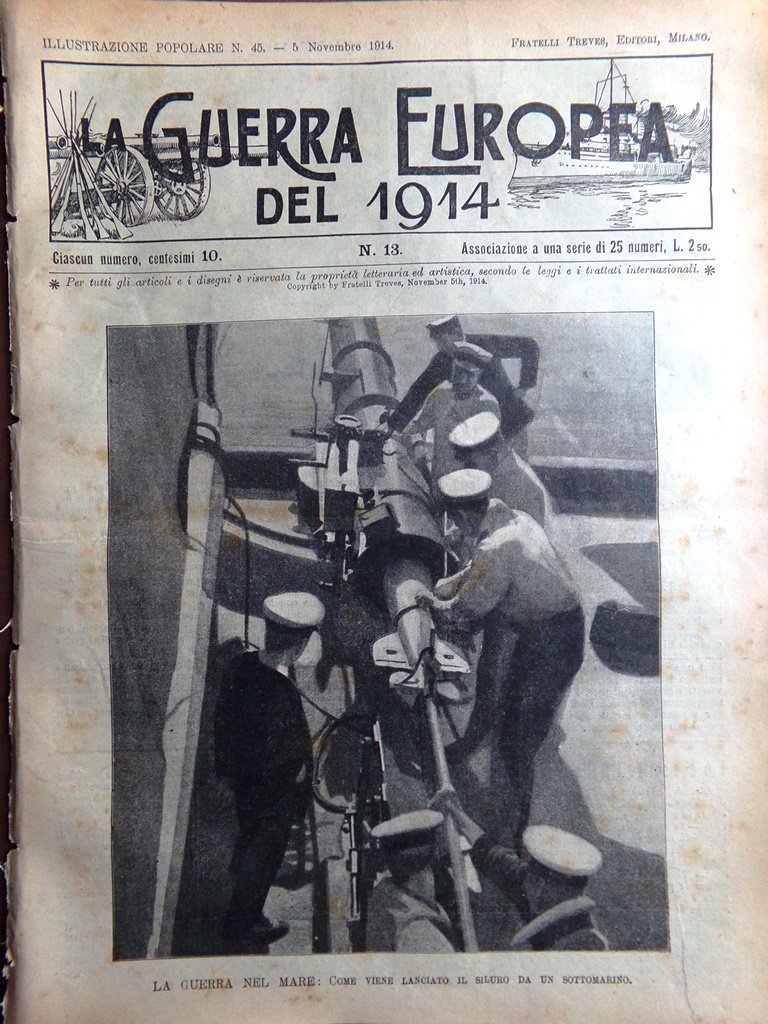 ILLUSTRAZIONE POPOLARE N. 45. — 5 Novembre 1914. FRATELLI TREVES, EDITORI, MILANO.
LA GUERRA EUROPEA
DEL 1914
Ciascun numero, centesimi 10. N. 13. Associazione a una serie di 25 numeri, L. 2 50.
* Per tutti gli articoli e i disegni è riservata la proprietà letteraria ed artistica, secondo le leggi e i trattati internazionali. *
Copyright by Fratelli Treves, November 5th, 1914.
LA GUERRA NEL MARE: COME VIENE LANCIATO IL SILURO DA UN SOTTOMARINO.